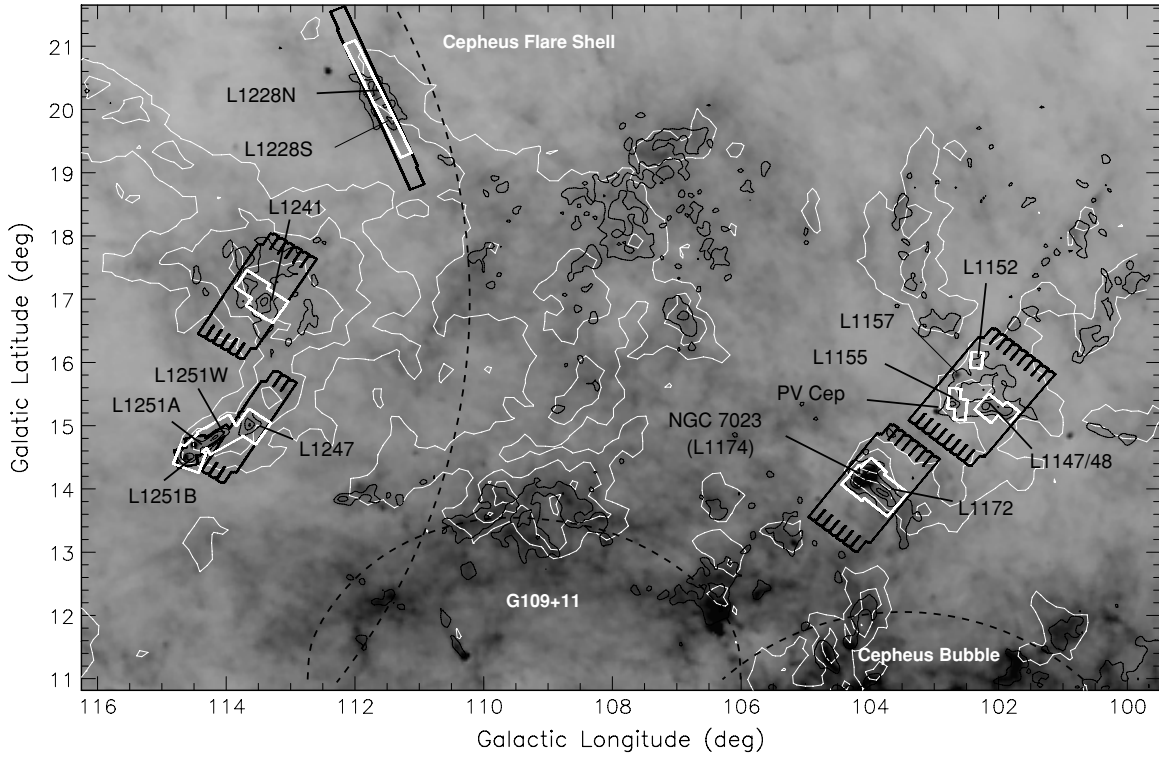 21
20
19
18
17
16
15
14
13
12
11
Galactic Latitude (deg)
Cepheus Flare Shell
L1228N
L1228S
L1241
L1152
L1157
L1155
PV Cep
L1251W
L1251A
NGC 7023
(L1174)
L1247
L1147/48
L1251B
L1172
G109+11
Cepheus Bubble
116 114 112 110 108 106 104 102 100
Galactic Longitude (deg)